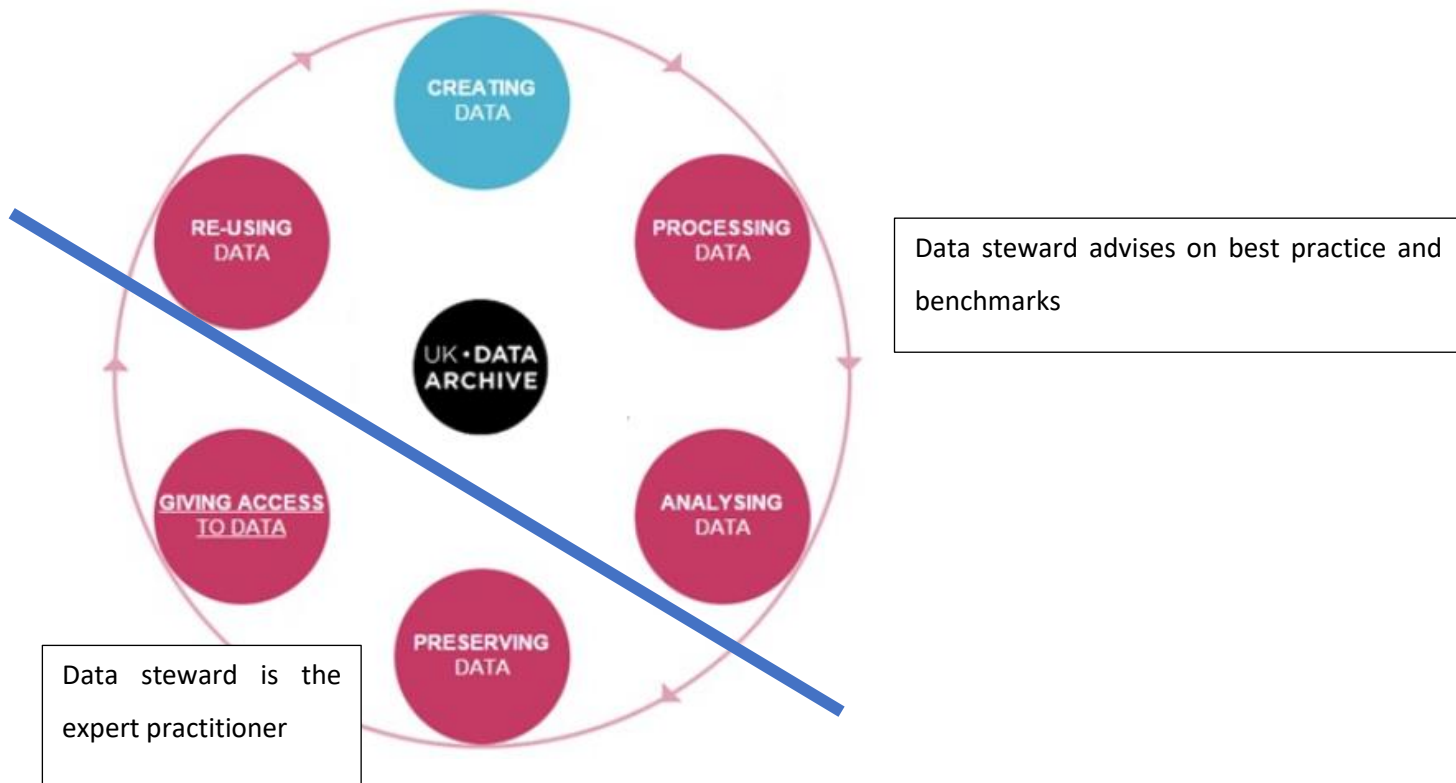 CREATING
DATA
RE-USING
DATA
PROCESSING
DATA
Data steward advises on best practice and
benchmarks
UK • DATA
ARCHIVE
GIVING ACCESS
TO DATA
ANALYSING
DATA
PRESERVING
DATA
Data steward is the
expert practitioner